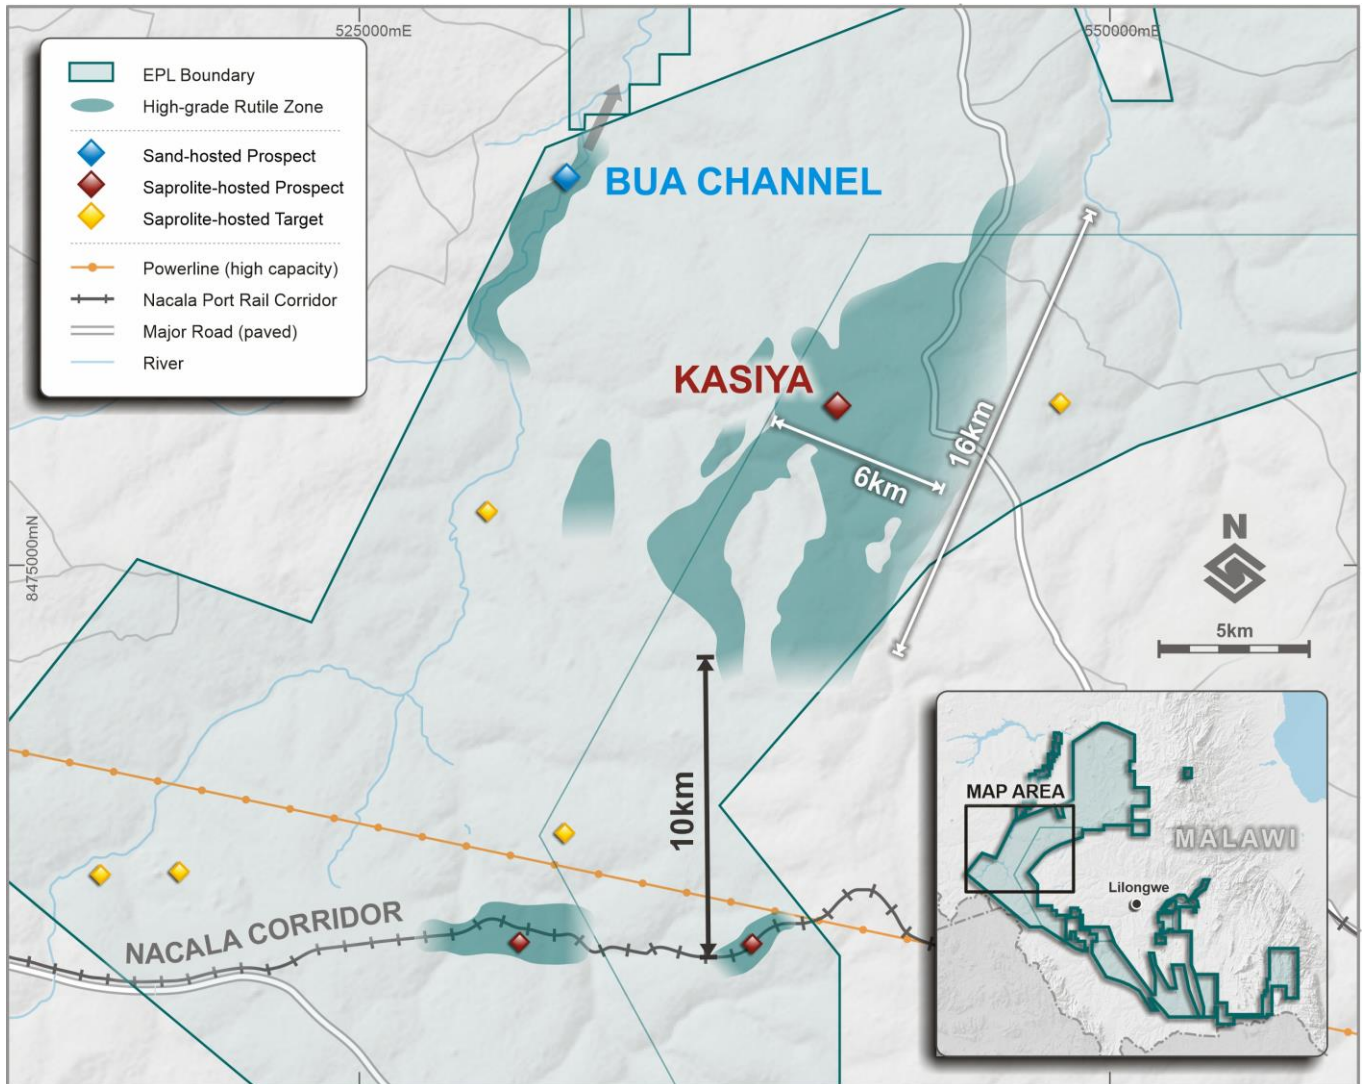 525000mE
550000mE
EPL Boundary
High-grade Rutile Zone
Sand-hosted Prospect
Saprolite-hosted Prospect
Saprolite-hosted Target
Powerline (high capacity)
Nacala Port Rail Corridor
Major Road (paved)
River
BUA CHANNEL
KASIYA
16km
6km
8475000mN
N
5km
10km
NACALA CORRIDOR
MAP AREA
MALAWI
Lilongwe